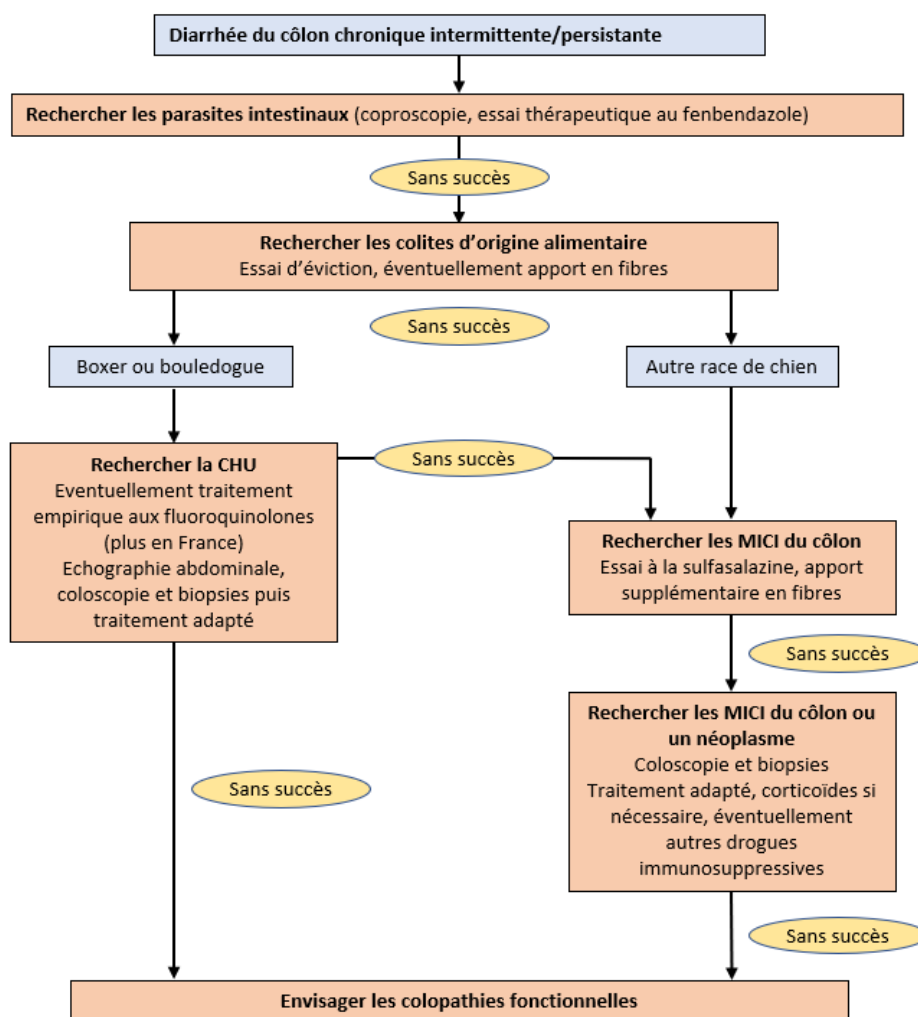 Diarrhée du côlon chronique intermittente/persistante
Rechercher les parasites intestinaux (coproscopie, essai thérapeutique au fenbendazole)
Sans succès
Rechercher les colites d’origine alimentaire
Essai d’éviction, éventuellement apport en fibres
Sans succès
Boxer ou bouledogue
Autre race de chien
Rechercher la CHU
Eventuellement traitement
empirique aux fluoroquinolones
(plus en France)
Echographie abdominale,
coloscopie et biopsies puis
traitement adapté
Sans succès
Rechercher les MICI du côlon
Essai à la sulfasalazine, apport
supplémentaire en fibres
Sans succès
Rechercher les MICI du côlon ou
un néoplasme
Coloscopie et biopsies
Traitement adapté, corticoïdes si
nécessaire, éventuellement
autres drogues
immunosuppressives
Sans succès
Sans succès
Envisager les colopathies fonctionnelles